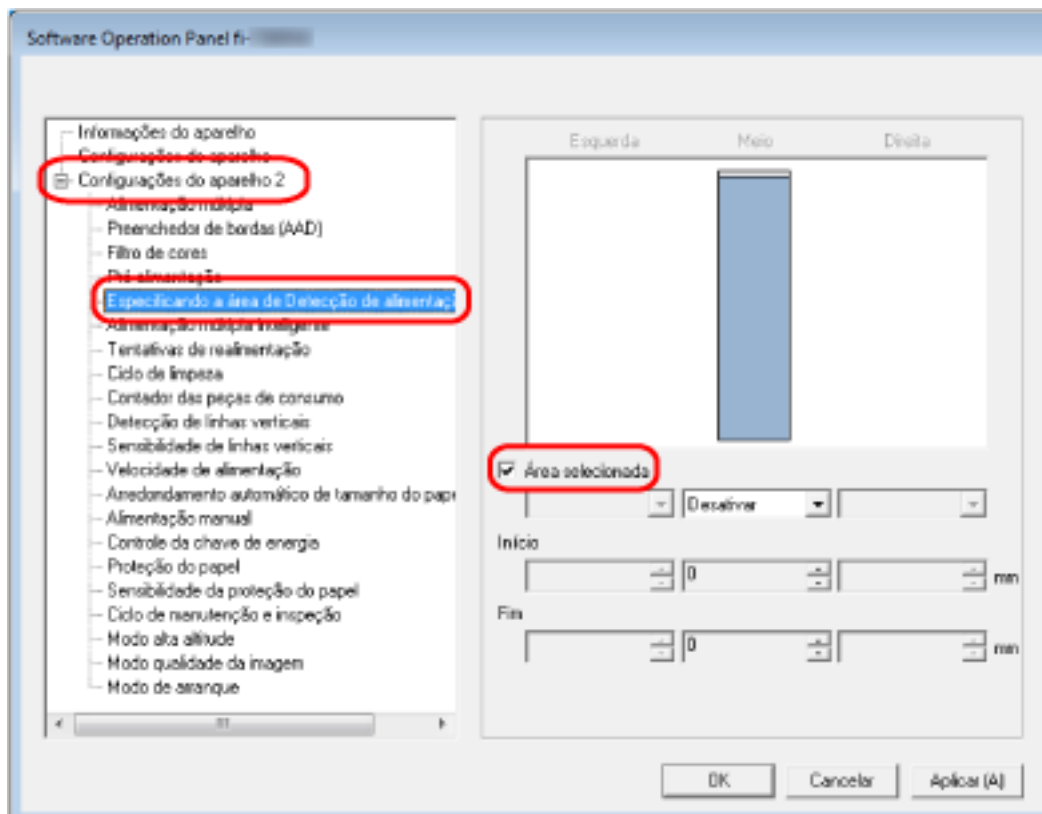 Software Operation Panel fi-
Informações do aparelho
Configurações do aparelho
Configurações do aparelho 2
Alimentação múltipla
Preenchedor de bordas (AAD)
Filtro de cores
Pré-alimentação
Especificando a área de Detecção de alimentaçã
Alimentação múltipla Inteligente
Tentativas de realimentação
Ciclo de limpeza
Contador das peças de consumo
Detecção de linhas verticais
Sensibilidade de linhas verticais
Velocidade de alimentação
Arredondamento automático de tamanho do pape
Alimentação manual
Controle da chave de energia
Proteção do papel
Sensibilidade da proteção do papel
Ciclo de manutenção e inspeção
Modo alta altitude
Modo qualidade da imagem
Modo de arranque
Esquerda Meio Direita
Área selecionada
Desativar
Início
0 mm
Fim
0 mm
OK Cancelar Aplicar (A)